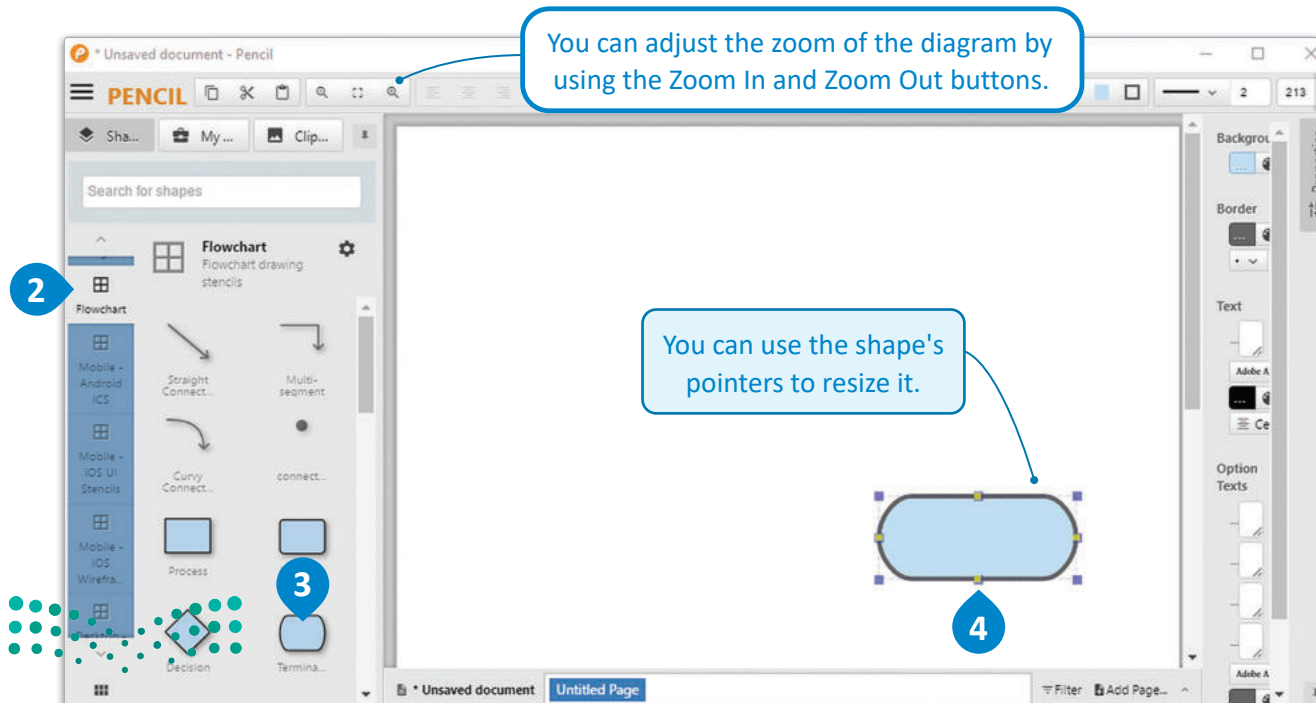 You can adjust the zoom of the diagram by
using the Zoom In and Zoom Out buttons.
* Unsaved document - Pencil
PENCIL
2
213
Sha...
My ...
Clip...
Search for shapes
Flowchart
Flowchart drawing
stencils
2
Flowchart
Mobile -
Android
ICS
Mobile -
iOS UI
Stencils
Mobile -
iOS
Wirefra...
Straight
Connect...
Multi-
segment
Curvy
Connect...
connect...
Process
3
Decision
Termina...
You can use the shape's
pointers to resize it.
4
Backgrou
...
Border
...
Text
Adobe A
...
Ce
Option
Texts
Adobe A
* Unsaved document
Untitled Page
Filter
Add Page...